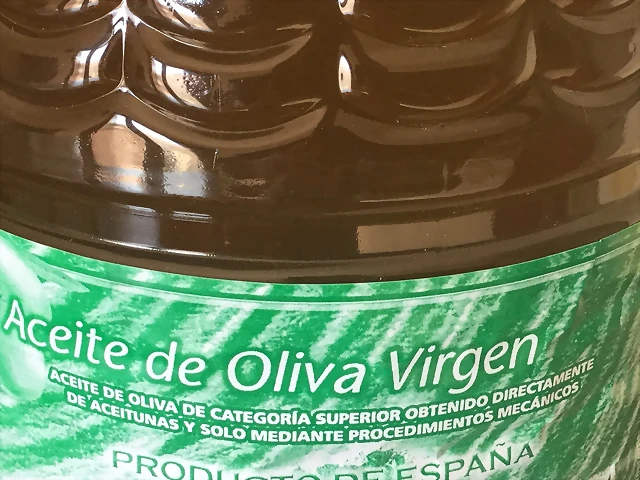 Aceite de Oliva Virgen
ACEITE DE OLIVA DE CATEGORÍA SUPERIOR OBTENIDO DIRECTAMENTE
DE ACEITUNAS Y SOLO MEDIANTE PROCEDIMIENTOS MECÁNICOS
PRODUCTO DE ESPAÑA